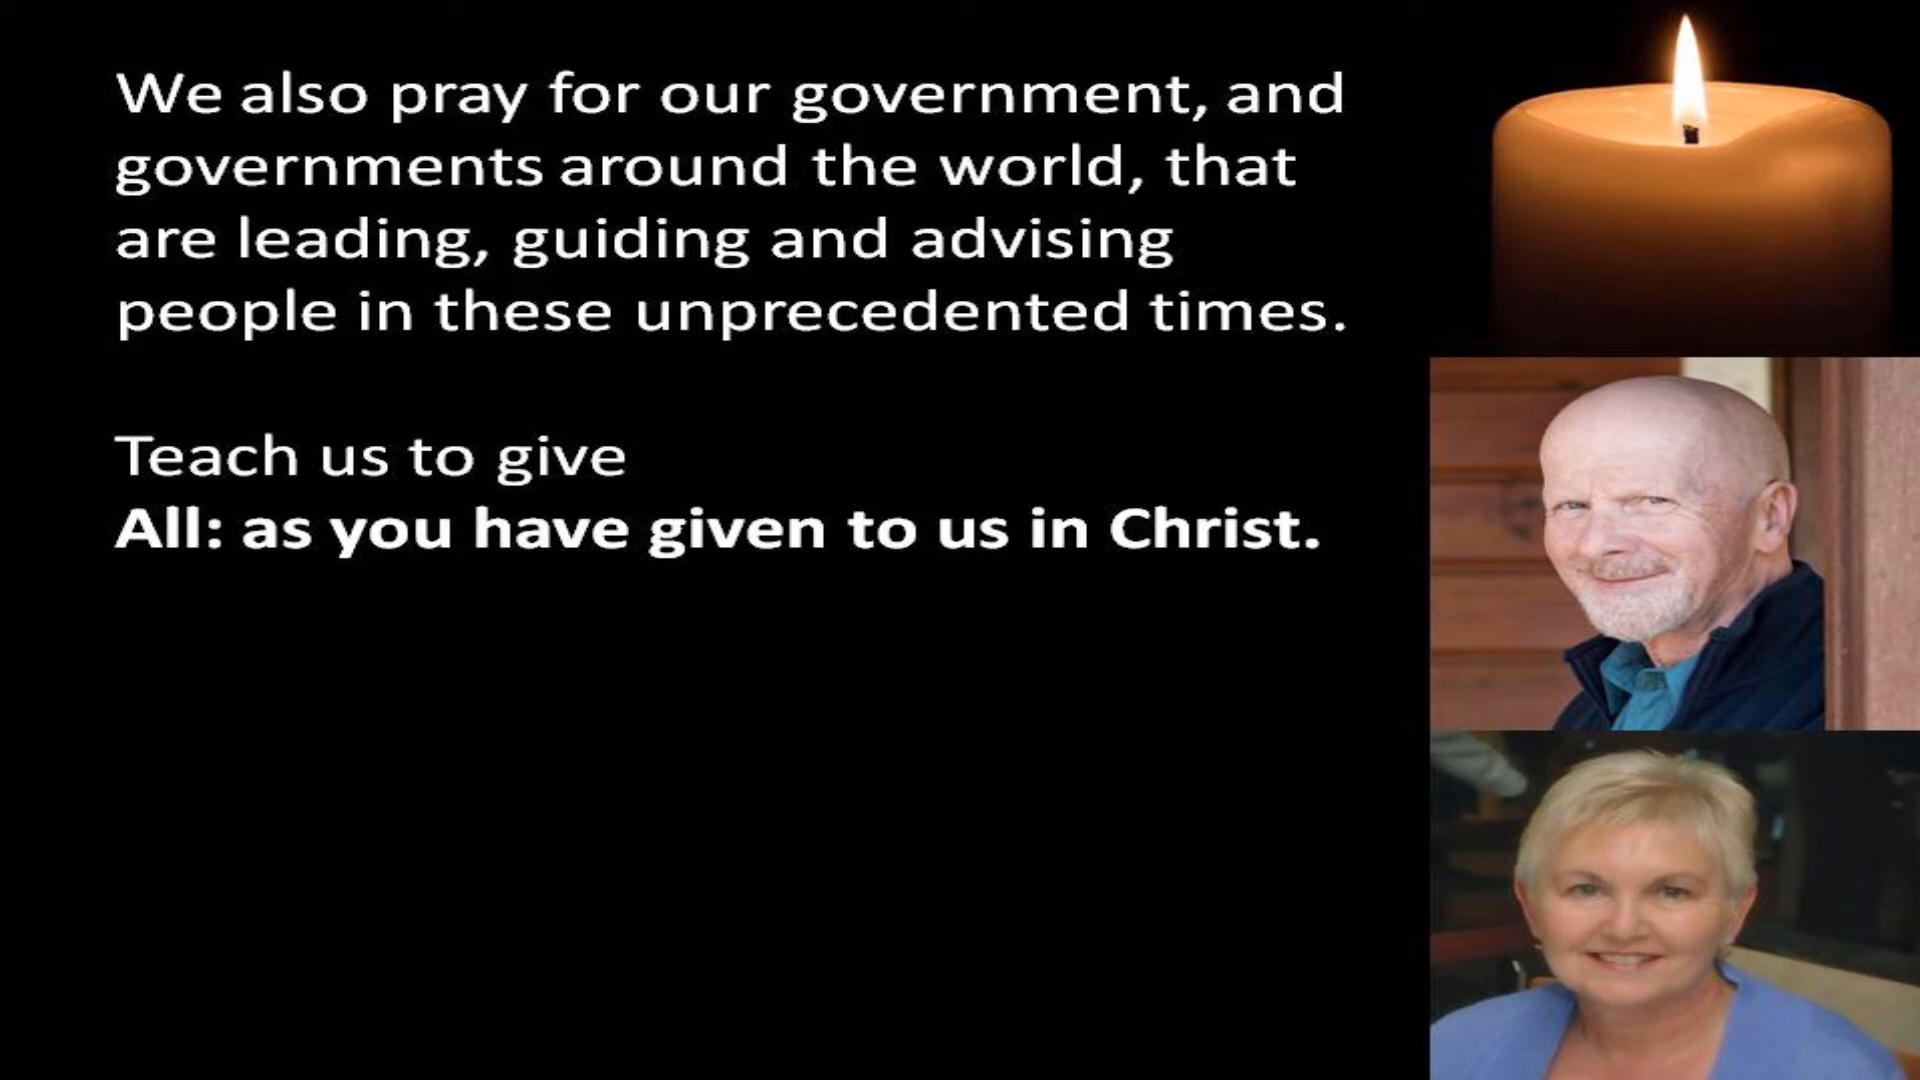 We also pray for our government, and
governments around the world, that
are leading, guiding and advising
people in these unprecedented times.
Teach us to give
All: as you have given to us in Christ.